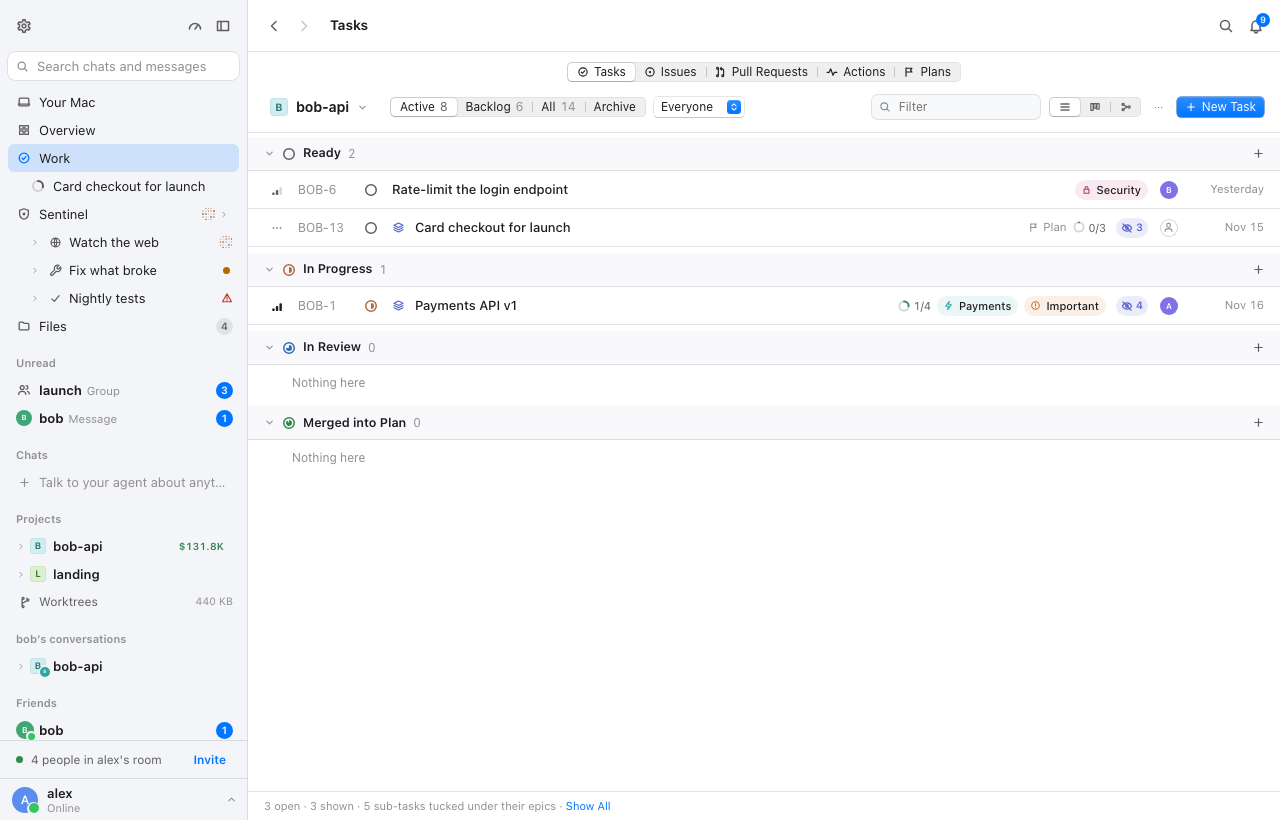 Search chats and messages
Your Mac
Overview
Work
Card checkout for launch
Sentinel
Watch the web
Fix what broke
Nightly tests
Files 4
Unread
launch Group 3
B bob Message 1
Chats
Talk to your agent about anyt...
Projects
B bob-api $131.8K
L landing
Worktrees 440 KB
bob's conversations
B bob-api
Friends
B bob 1
4 people in alex's room Invite
A alex
Online
Tasks
9
Tasks Issues Pull Requests Actions Plans
B bob-api Active 8 Backlog 6 All 14 Archive Everyone Filter ... + New Task
Ready 2
BOB-6 Rate-limit the login endpoint Security B Yesterday
BOB-13 Card checkout for launch Plan 0/3 3 Nov 15
In Progress 1
BOB-1 Payments API v1 1/4 Payments Important 4 A Nov 16
In Review 0
Nothing here
Merged into Plan 0
Nothing here
3 open · 3 shown · 5 sub-tasks tucked under their epics · Show All